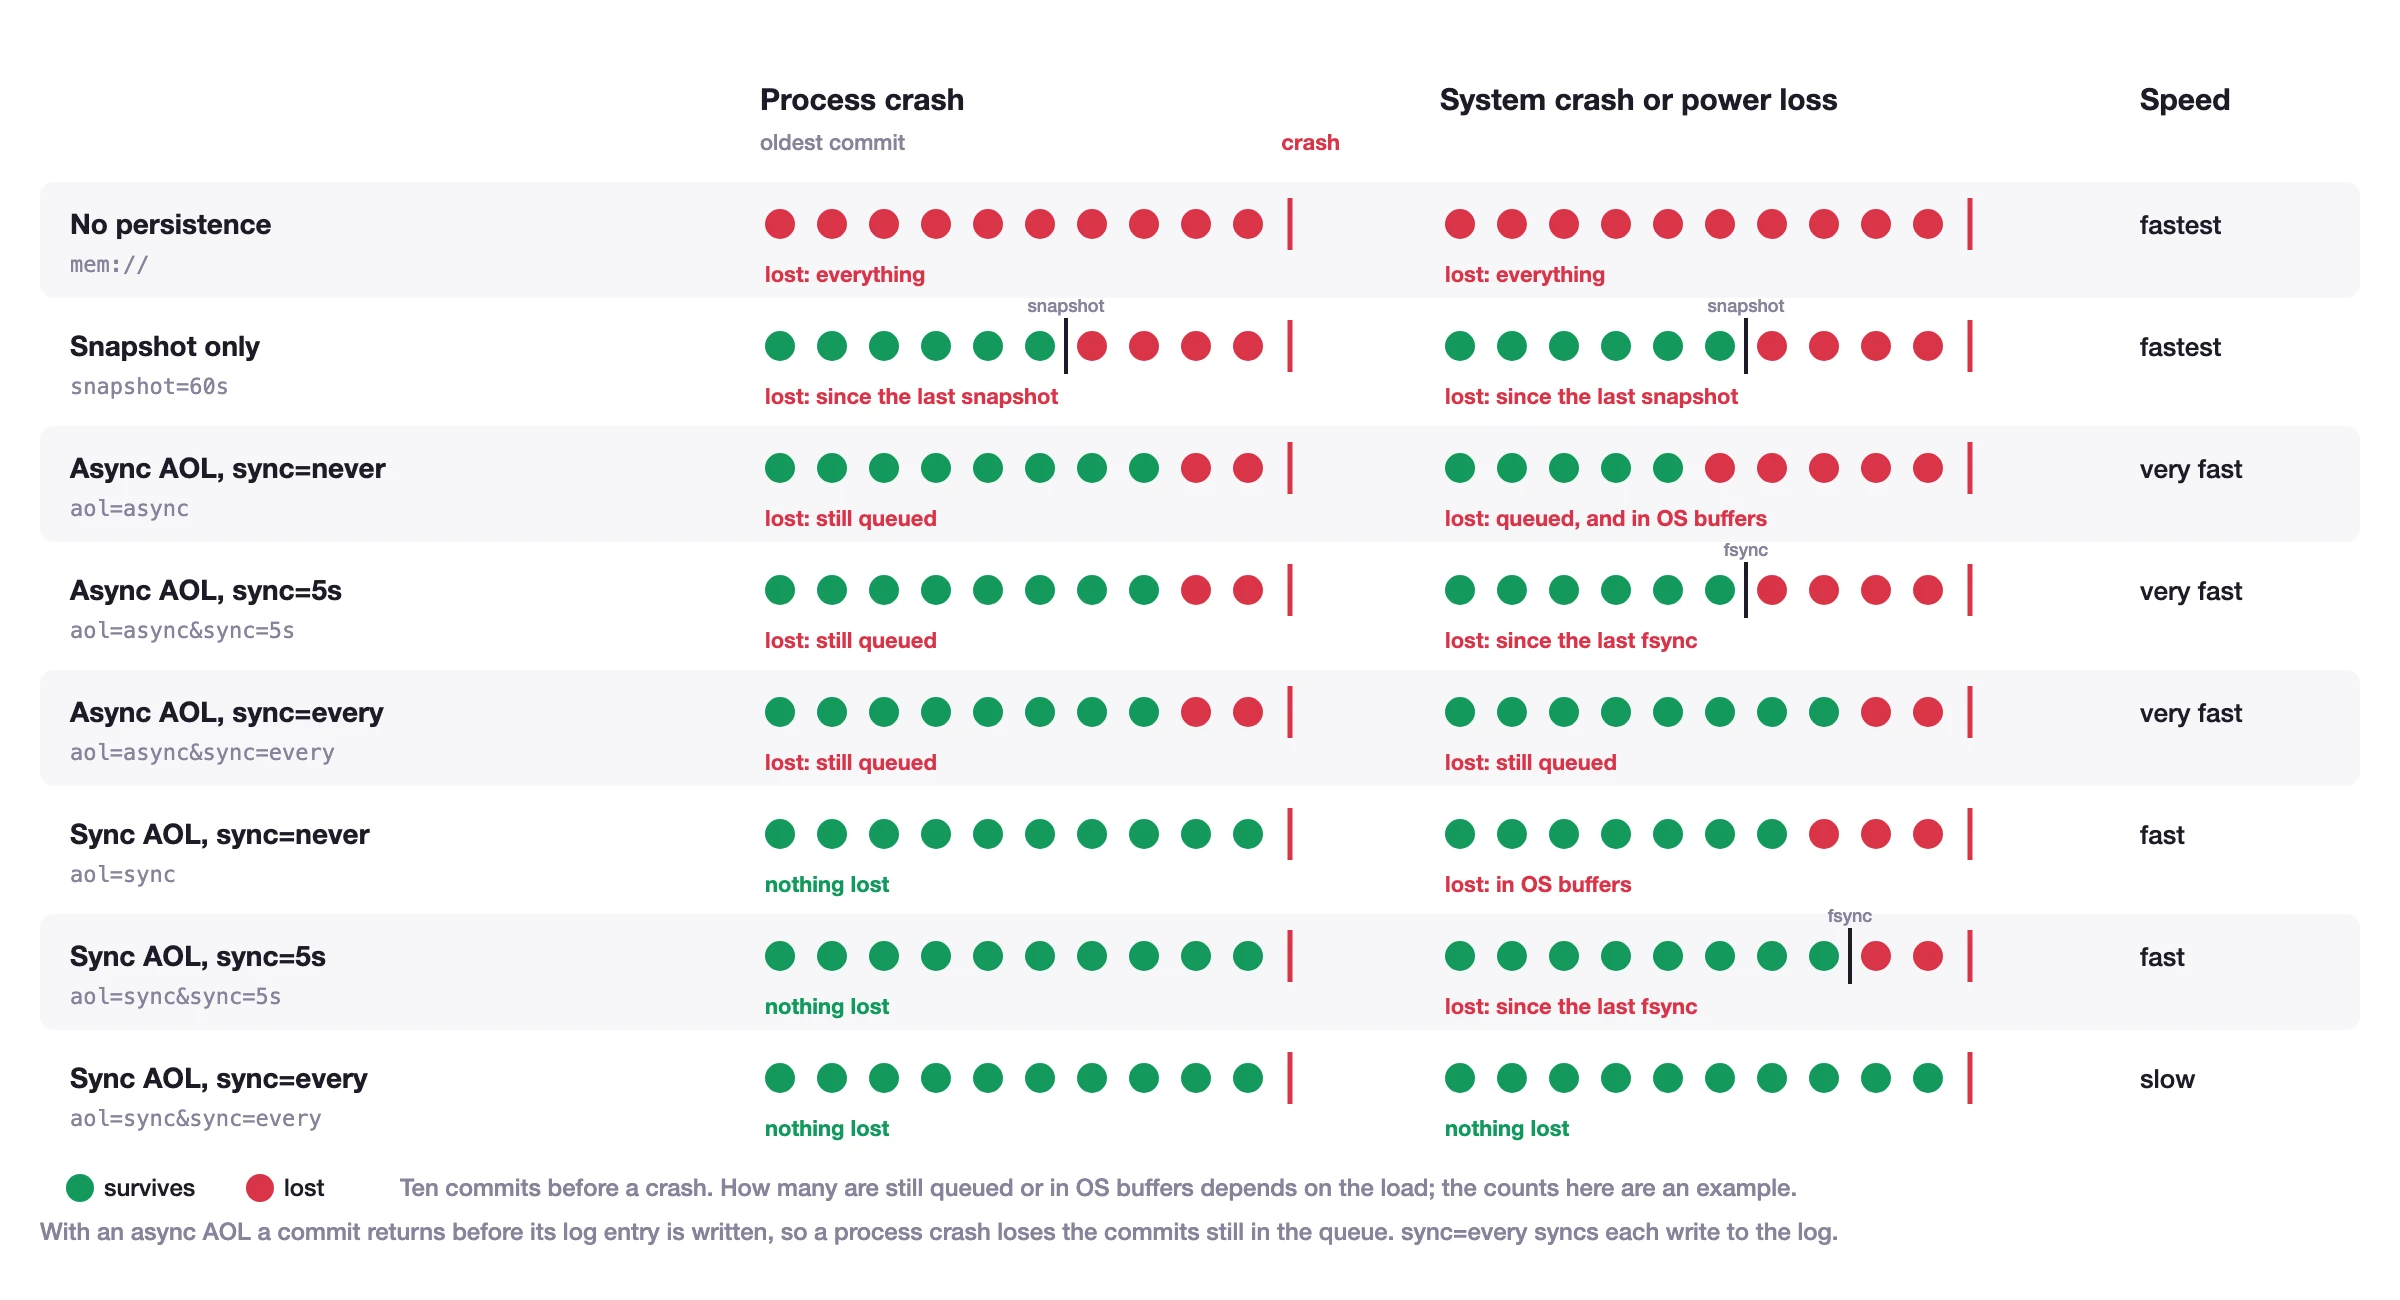 Process crash
System crash or power loss
Speed
oldest commit
crash
No persistence
mem://
lost: everything
lost: everything
fastest
snapshot
snapshot
Snapshot only
snapshot=60s
lost: since the last snapshot
lost: since the last snapshot
fastest
Async AOL, sync=never
aol=async
lost: still queued
lost: queued, and in OS buffers
very fast
fsync
Async AOL, sync=5s
aol=async&sync=5s
lost: still queued
lost: since the last fsync
very fast
Async AOL, sync=every
aol=async&sync=every
lost: still queued
lost: still queued
very fast
Sync AOL, sync=never
aol=sync
nothing lost
lost: in OS buffers
fast
fsync
Sync AOL, sync=5s
aol=sync&sync=5s
nothing lost
lost: since the last fsync
fast
Sync AOL, sync=every
aol=sync&sync=every
nothing lost
nothing lost
slow
survives
lost
Ten commits before a crash. How many are still queued or in OS buffers depends on the load; the counts here are an example.
With an async AOL a commit returns before its log entry is written, so a process crash loses the commits still in the queue. sync=every syncs each write to the log.